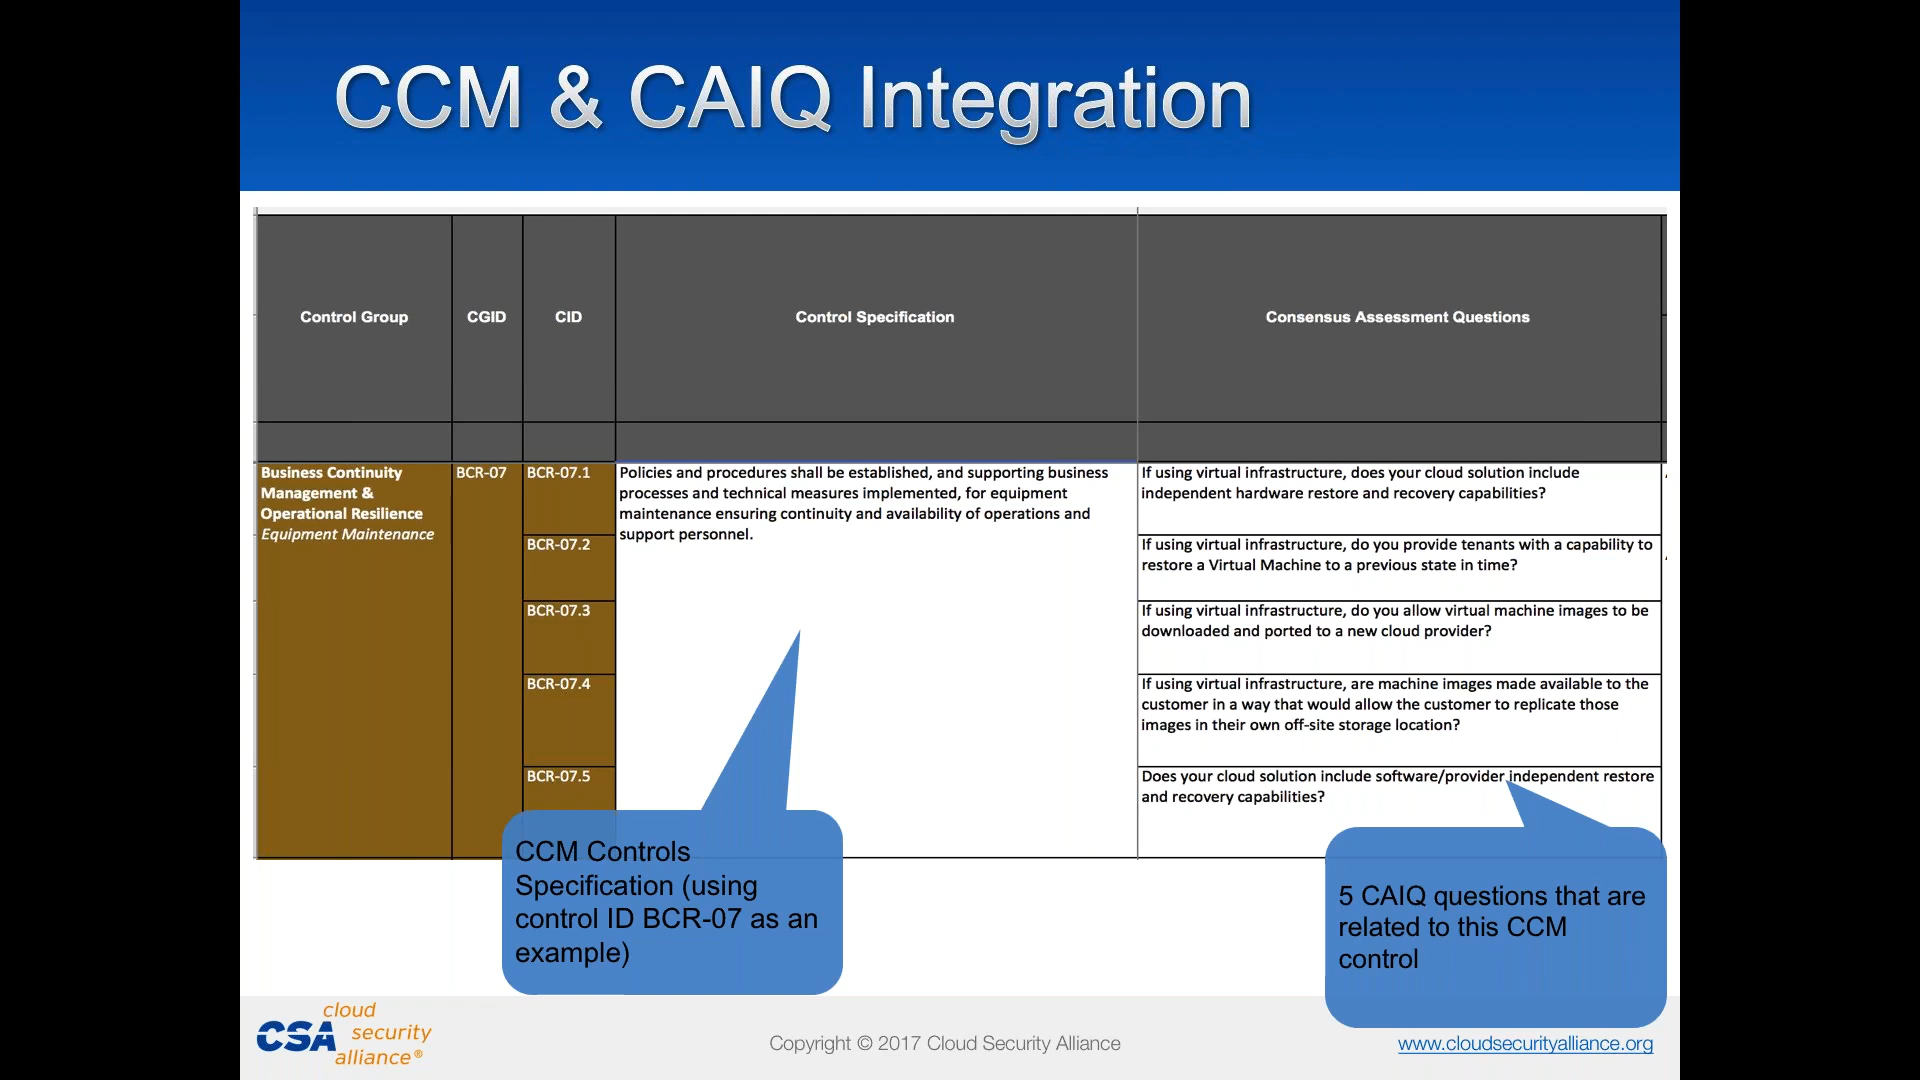 CCM & CAIQ Integration
Control Group
CGID
CID
Control Specification
Consensus Assessment Questions
Business Continuity
Management &
Operational Resilience
Equipment Maintenance
BCR-07
BCR-07.1
Policies and procedures shall be established, and supporting business
processes and technical measures implemented, for equipment
maintenance ensuring continuity and availability of operations and
support personnel.
If using virtual infrastructure, does your cloud solution include
independent hardware restore and recovery capabilities?
BCR-07.2
If using virtual infrastructure, do you provide tenants with a capability to
restore a Virtual Machine to a previous state in time?
BCR-07.3
If using virtual infrastructure, do you allow virtual machine images to be
downloaded and ported to a new cloud provider?
BCR-07.4
If using virtual infrastructure, are machine images made available to the
customer in a way that would allow the customer to replicate those
images in their own off-site storage location?
BCR-07.5
Does your cloud solution include software/provider independent restore
and recovery capabilities?
CCM Controls
Specification (using
control ID BCR-07 as an
example)
5 CAIQ questions that are
related to this CCM
control
CSA
cloud
security
alliance®
Copyright © 2017 Cloud Security Alliance
www.cloudsecurityalliance.org